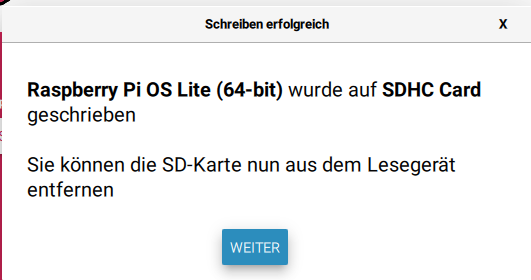 Schreiben erfolgreich X
Raspberry Pi OS Lite (64-bit) wurde auf SDHC Card
geschrieben
Sie können die SD-Karte nun aus dem Lesegerät
entfernen
WEITER